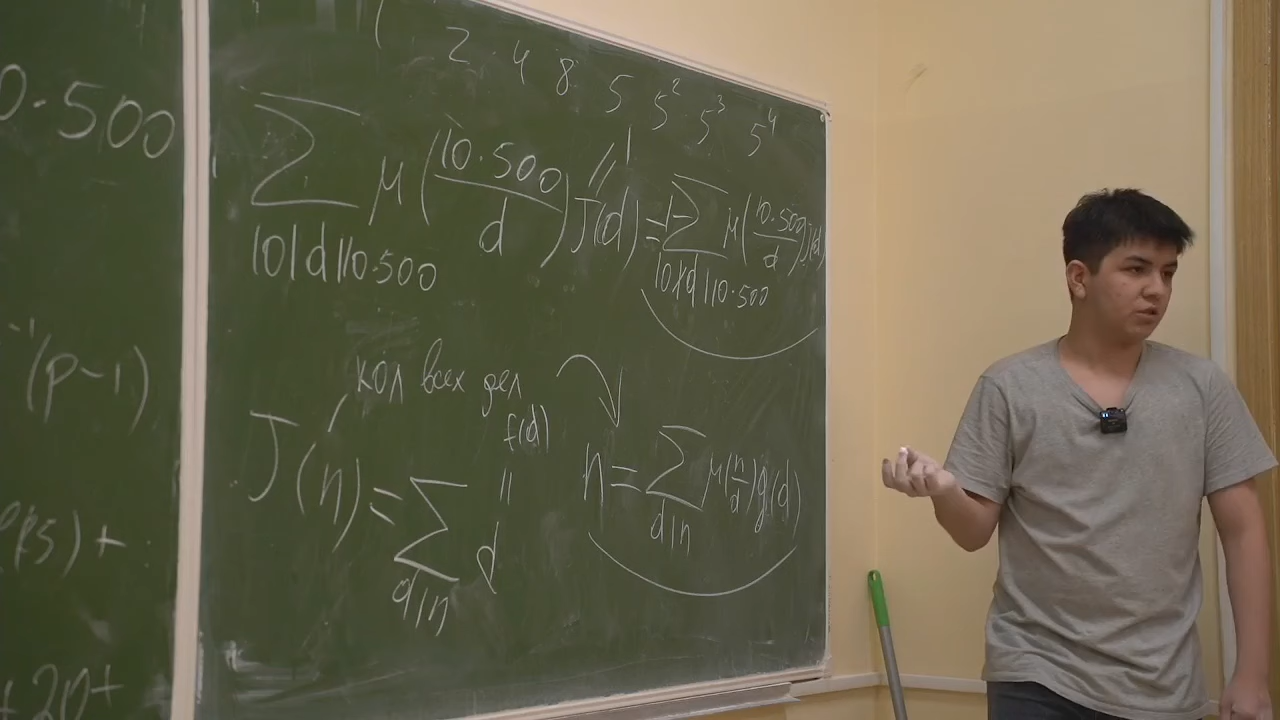 0·500
(p-1)
+2n+
2 4 8 5 5² 5³ 5⁴
∑ μ(10·500/d) J(d) = 1 - ∑ μ(10·500/d) J(d)
10|d|10·500 10∤d|10·500
кол всех дел
f(d)
J(n) = ∑ d
d|n
n = ∑ μ(n/d) g(d)
d|n